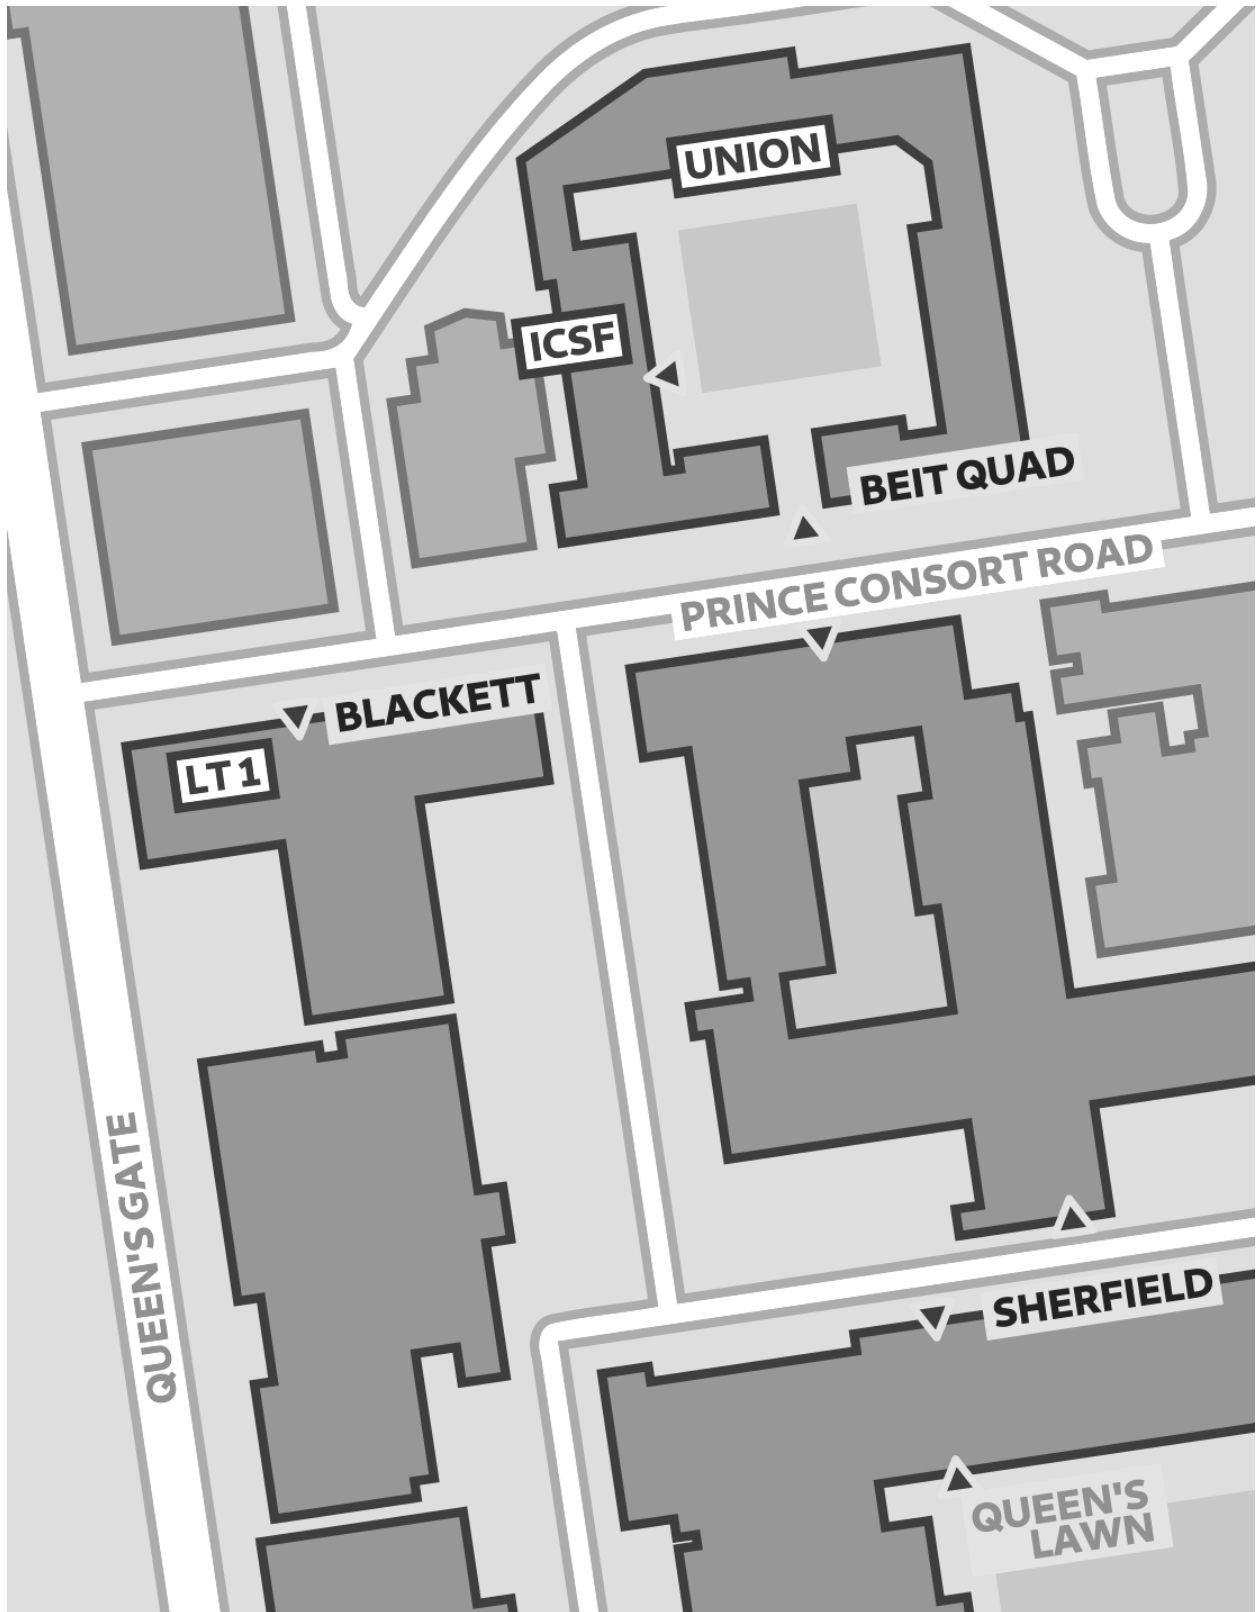 UNION
ICSF
BEIT QUAD
PRINCE CONSORT ROAD
BLACKETT
LT1
QUEEN'S GATE
SHERFIELD
QUEEN'S
LAWN